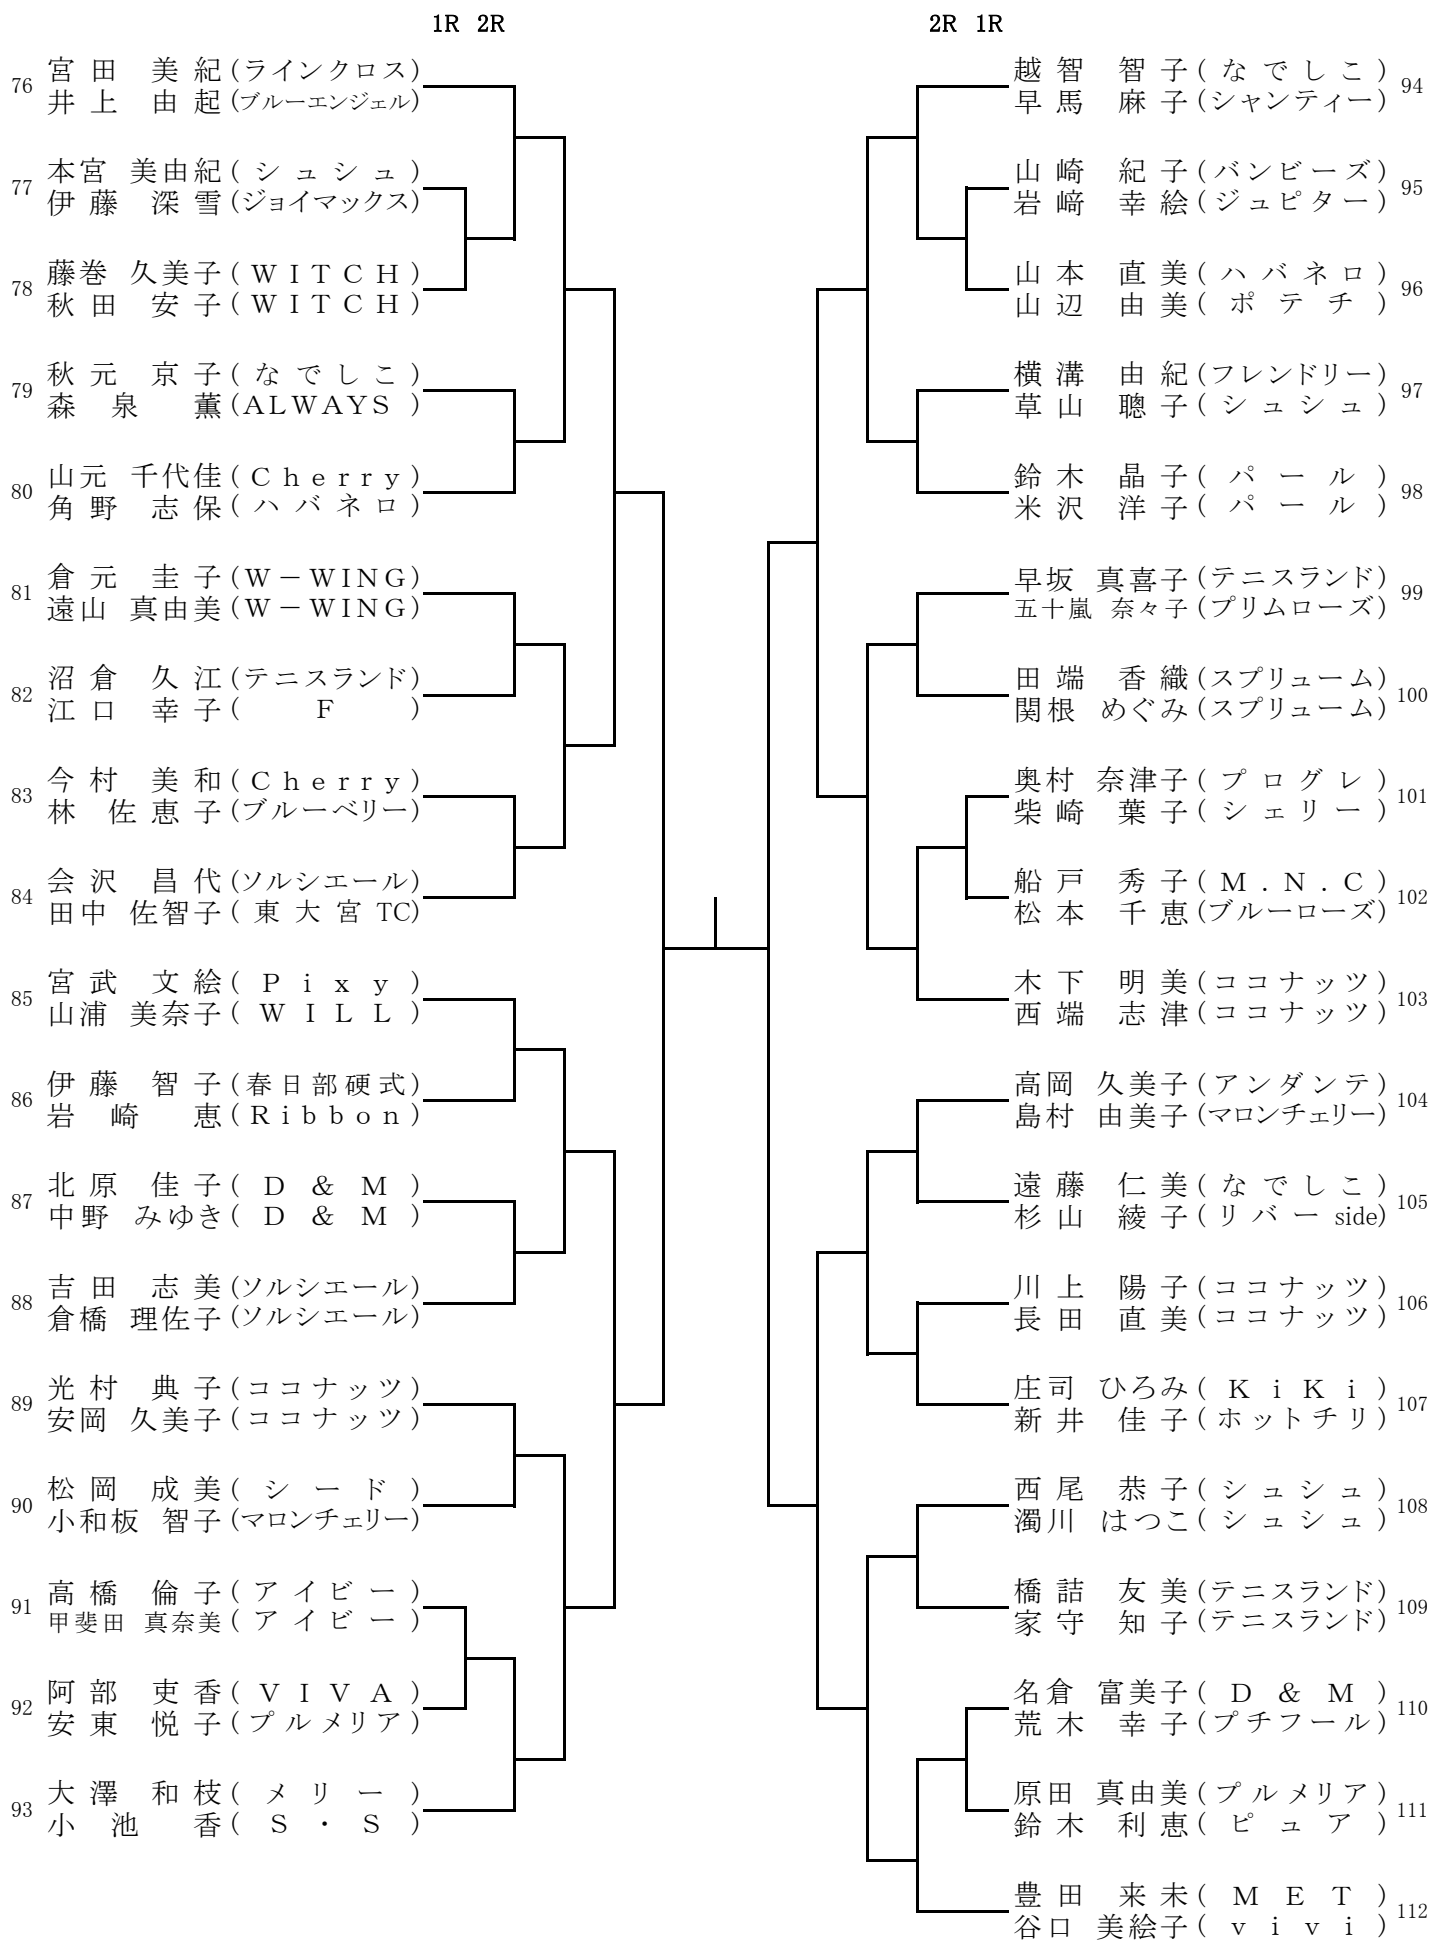 1R 2R
76 宮田 美紀(ラインクロス)
井上 由起(ブルーエンジェル)
77 本宮 美由紀(シュシュ)
伊藤 深雪(ジョイマックス)
78 藤巻 久美子(WITCH)
秋田 安子(WITCH)
79 秋元 京子(なでしこ)
森泉 薫(ALWAYS)
80 山元 千代佳(Cherry)
角野 志保(ハバネロ)
81 倉元 圭子(W－WING)
遠山 真由美(W－WING)
82 沼倉 久江(テニスランド)
江口 幸子(F)
83 今村 美和(Cherry)
林 佐恵子(ブルーベリー)
84 会沢 昌代(ソルシエール)
田中 佐智子(東大宮TC)
85 宮武 文絵(Pixy)
山浦 美奈子(WILL)
86 伊藤 智子(春日部硬式)
岩崎 恵(Ribbon)
87 北原 佳子(D&M)
中野 みゆき(D&M)
88 吉田 志美(ソルシエール)
倉橋 理佐子(ソルシエール)
89 光村 典子(ココナッツ)
安岡 久美子(ココナッツ)
90 松岡 成美(シード)
小和板 智子(マロンチェリー)
91 高橋 倫子(アイビー)
甲斐田 真奈美(アイビー)
92 阿部 吏香(VIVA)
安東 悦子(プルメリア)
93 大澤 和枝(メリー)
小池 香(S・S)
2R 1R
越智 智子(なでしこ) 94
早馬 麻子(シャンティー)
山崎 紀子(バンビーズ) 95
岩﨑 幸絵(ジュピター)
山本 直美(ハバネロ) 96
山辺 由美(ポテチ)
横溝 由紀(フレンドリー) 97
草山 聰子(シュシュ)
鈴木 晶子(パール) 98
米沢 洋子(パール)
早坂 真喜子(テニスランド) 99
五十嵐 奈々子(プリムローズ)
田端 香織(スプリューム) 100
関根 めぐみ(スプリューム)
奥村 奈津子(プログレ) 101
柴崎 葉子(シェリー)
船戸 秀子(M.N.C) 102
松本 千恵(ブルーローズ)
木下 明美(ココナッツ) 103
西端 志津(ココナッツ)
高岡 久美子(アンダンテ) 104
島村 由美子(マロンチェリー)
遠藤 仁美(なでしこ) 105
杉山 綾子(リバーside)
川上 陽子(ココナッツ) 106
長田 直美(ココナッツ)
庄司 ひろみ(KiKi) 107
新井 佳子(ホットチリ)
西尾 恭子(シュシュ) 108
濁川 はつこ(シュシュ)
橋詰 友美(テニスランド) 109
家守 知子(テニスランド)
名倉 富美子(D&M) 110
荒木 幸子(プチフール)
原田 真由美(プルメリア) 111
鈴木 利恵(ピュア)
豊田 来未(MET) 112
谷口 美絵子(vivi)